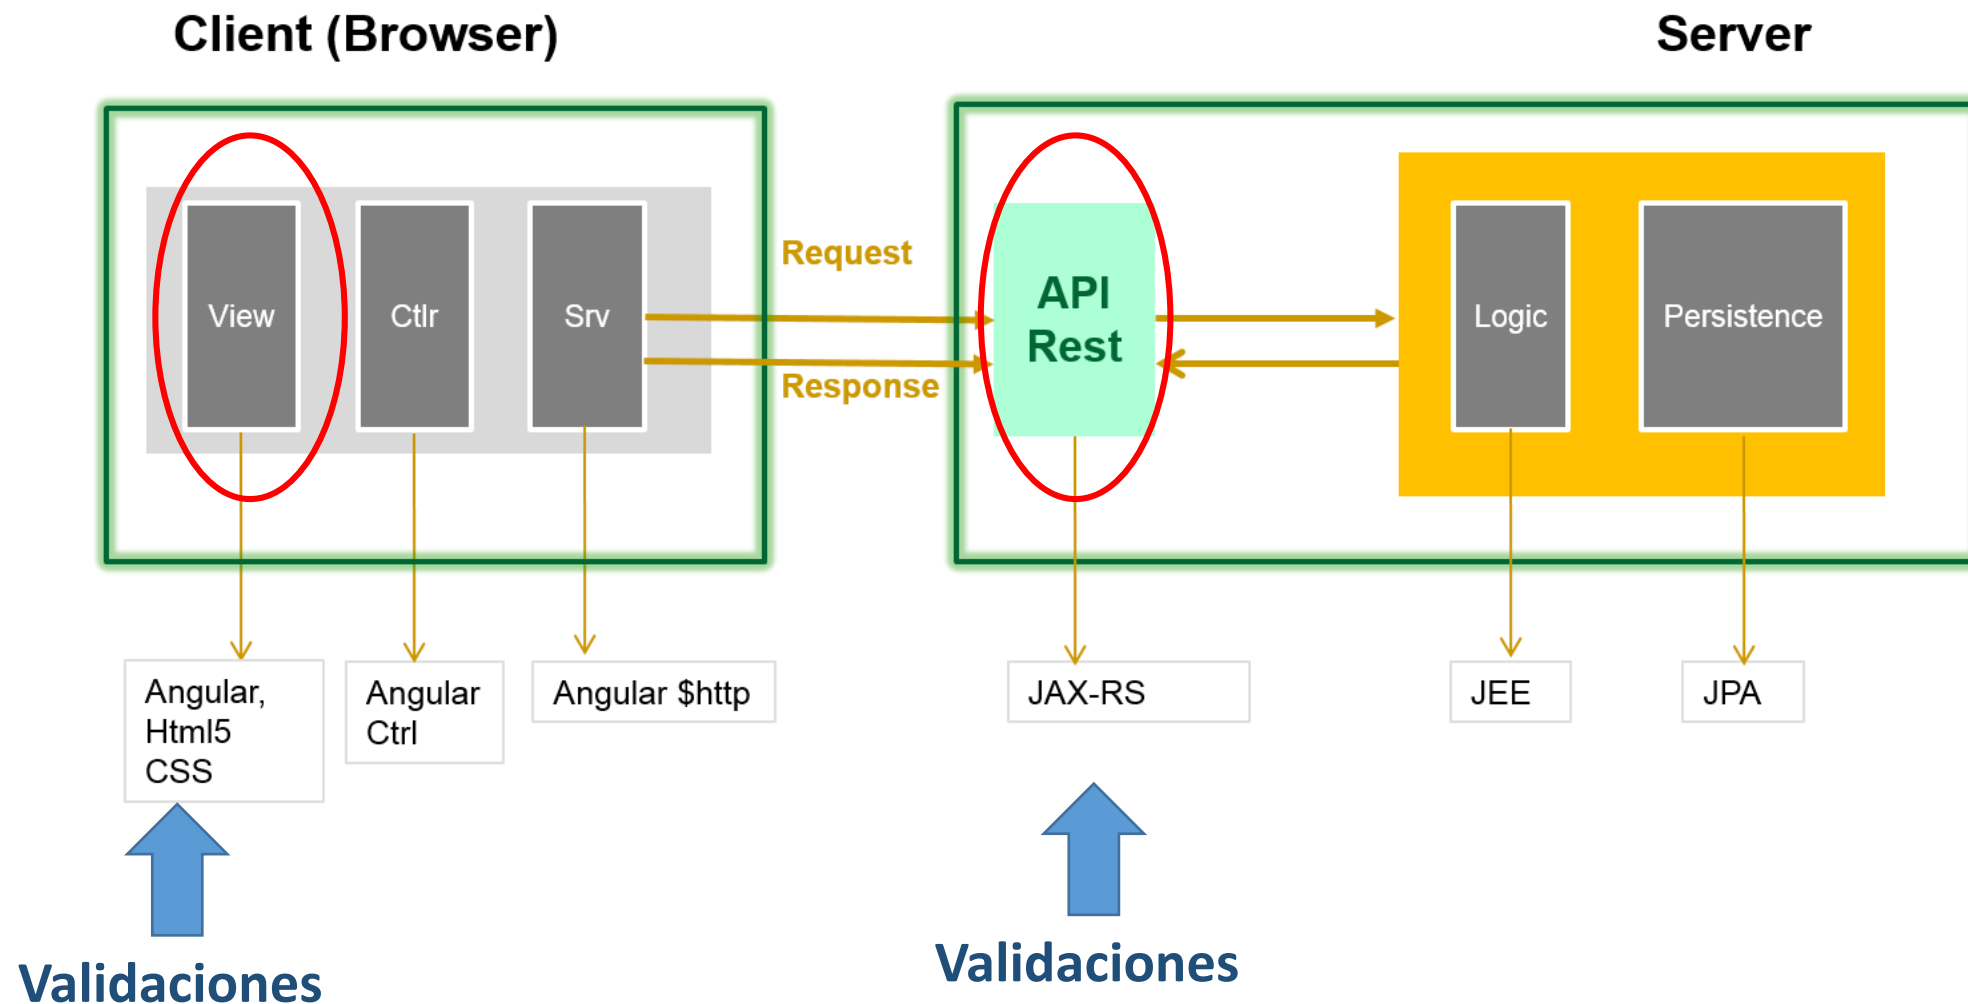 Client (Browser)
Server
View
Ctlr
Srv
Request
Response
API
Rest
Logic
Persistence
Angular,
Html5
CSS
Angular
Ctrl
Angular $http
JAX-RS
JEE
JPA
Validaciones
Validaciones